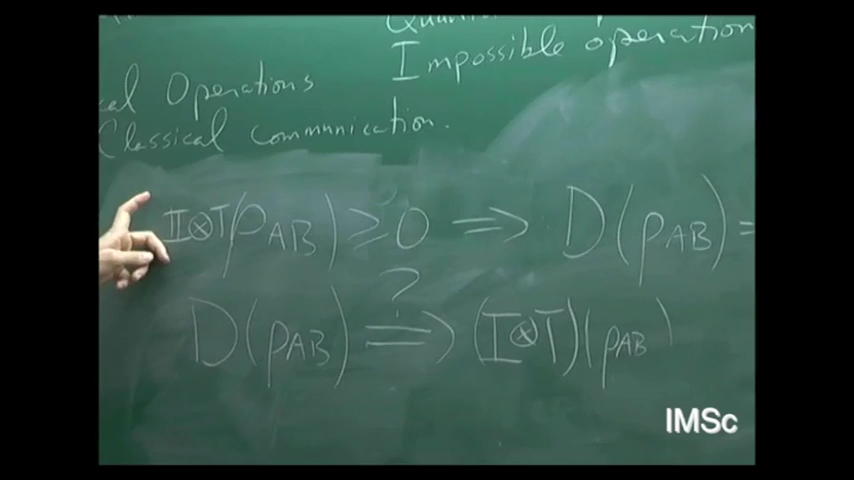 Impossible operation
cal Operations
Classical communication.
I⊗T(ρAB) ≥ 0 ⟹ D(ρAB) =
D(ρAB) ?⟹ (I⊗T)(ρAB)
IMSc